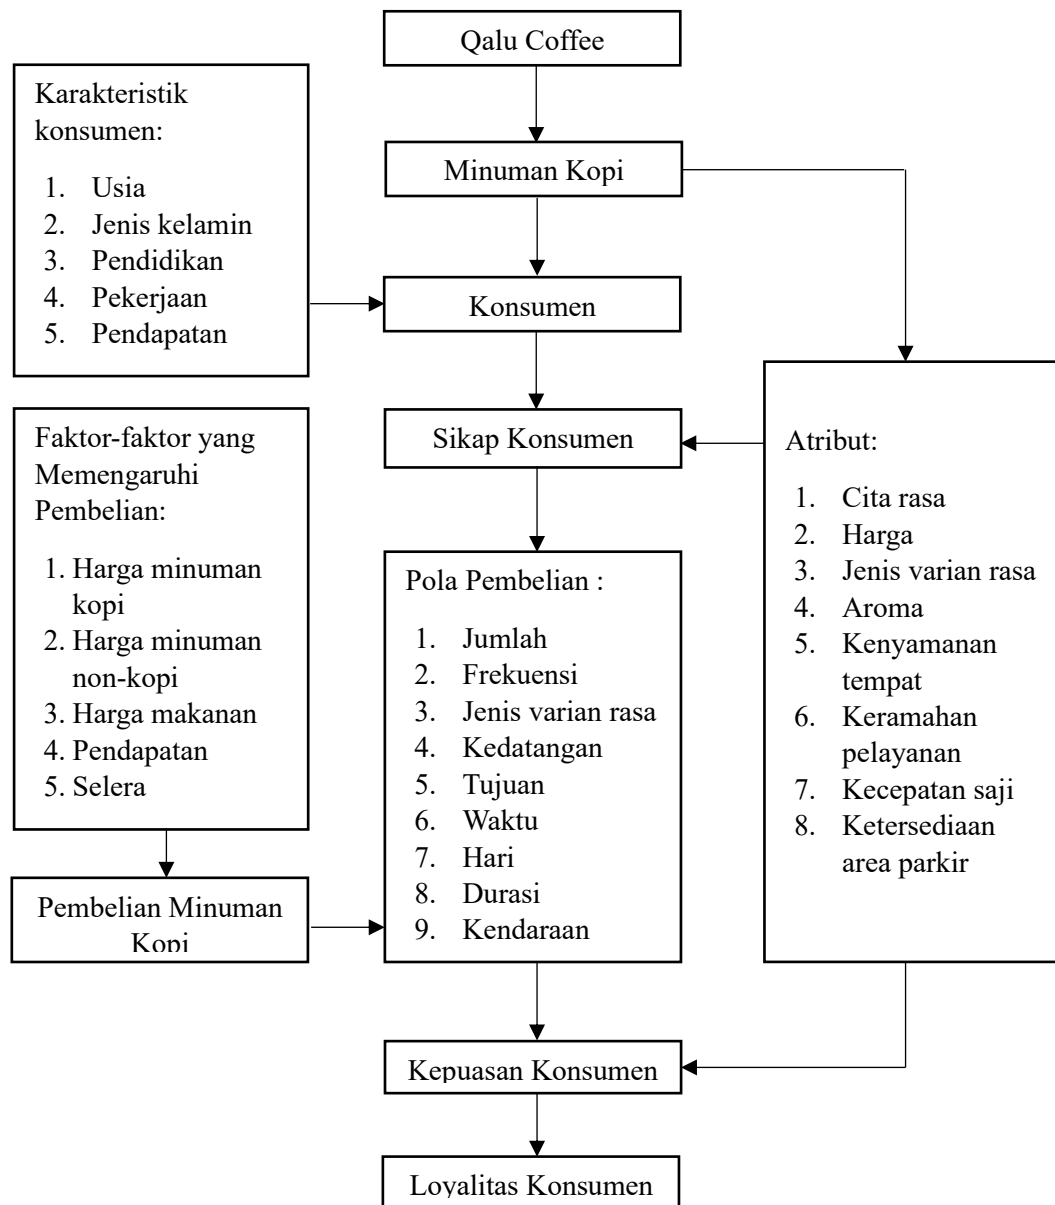 Qalu Coffee
Karakteristik
konsumen:
1. Usia
2. Jenis kelamin
3. Pendidikan
4. Pekerjaan
5. Pendapatan
Minuman Kopi
Konsumen
Sikap Konsumen
Faktor-faktor yang
Memengaruhi
Pembelian:
1. Harga minuman
kopi
2. Harga minuman
non-kopi
3. Harga makanan
4. Pendapatan
5. Selera
Pembelian Minuman
Kopi
Pola Pembelian :
1. Jumlah
2. Frekuensi
3. Jenis varian rasa
4. Kedatangan
5. Tujuan
6. Waktu
7. Hari
8. Durasi
9. Kendaraan
Atribut:
1. Cita rasa
2. Harga
3. Jenis varian rasa
4. Aroma
5. Kenyamanan
tempat
6. Keramahan
pelayanan
7. Kecepatan saji
8. Ketersediaan
area parkir
Kepuasan Konsumen
Loyalitas Konsumen